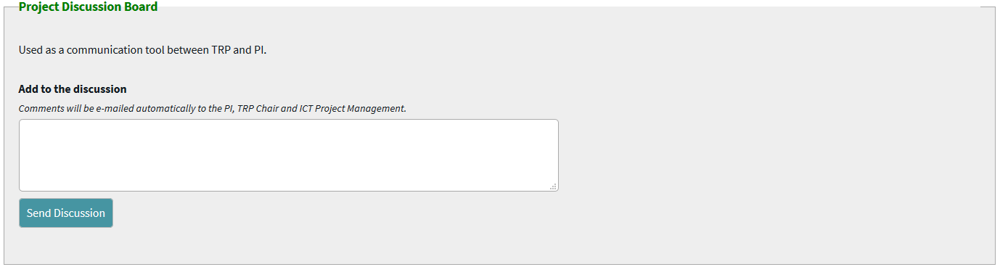 Project Discussion Board
Used as a communication tool between TRP and PI.
Add to the discussion
Comments will be e-mailed automatically to the PI, TRP Chair and ICT Project Management.
Send Discussion